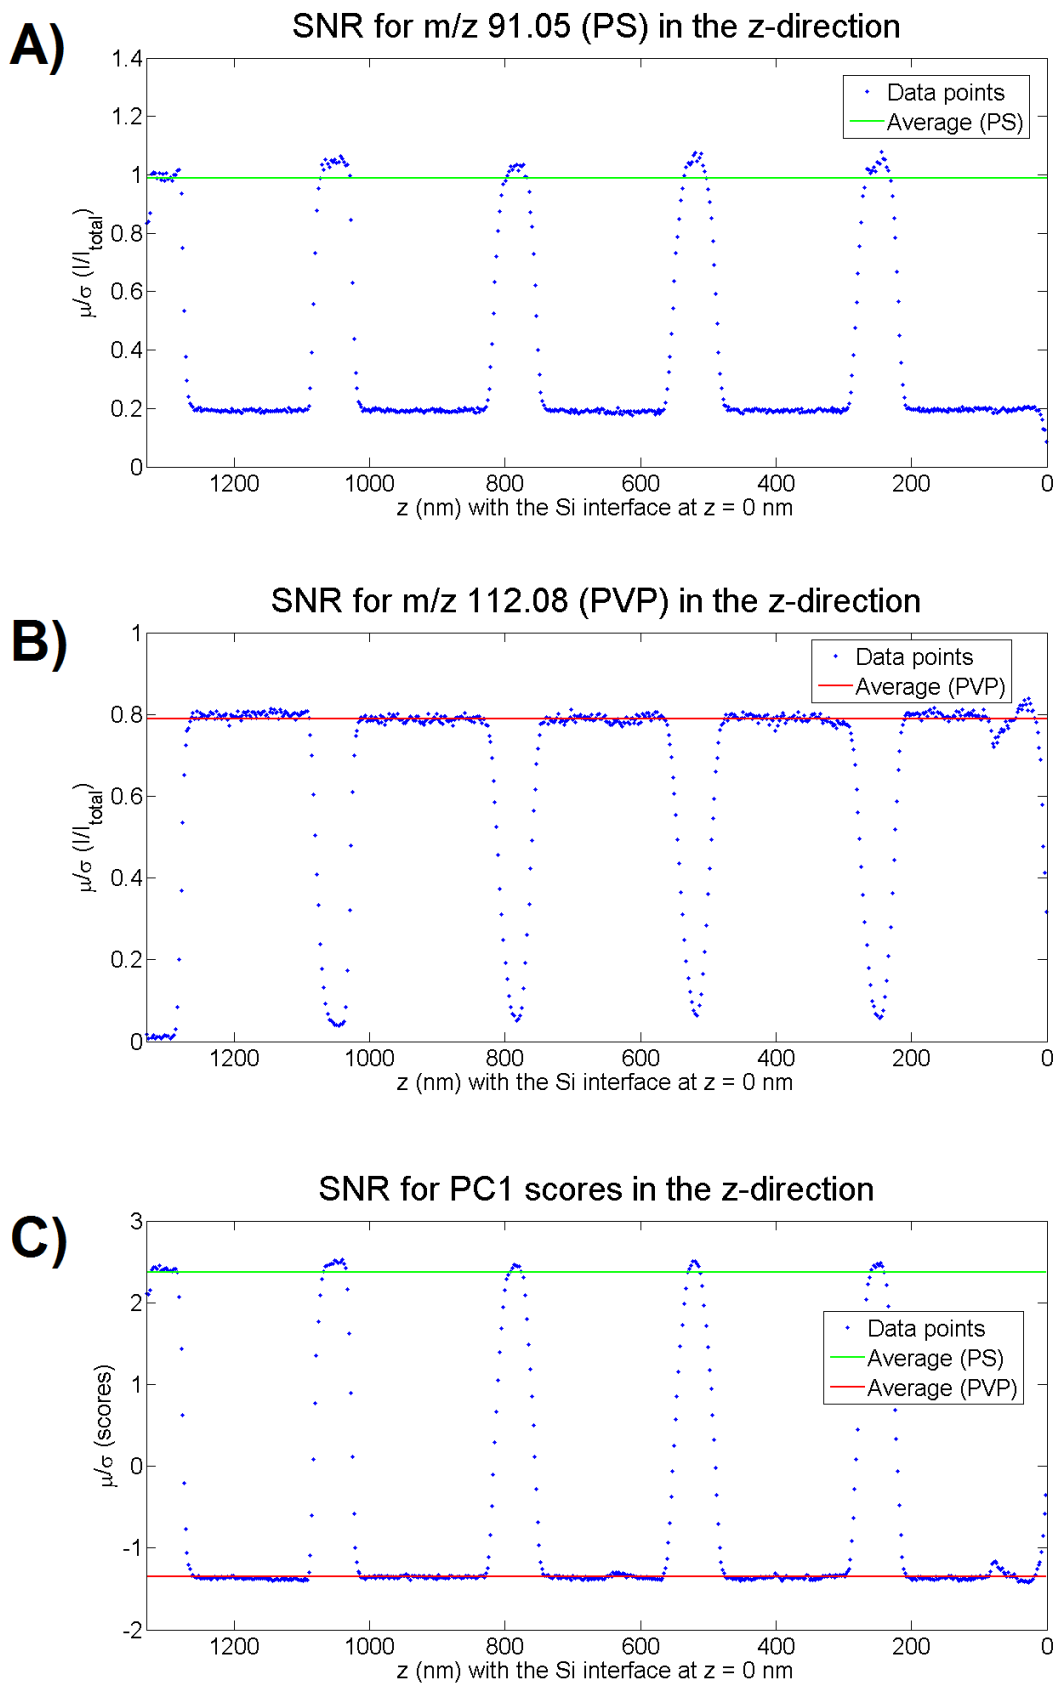 A)
SNR for m/z 91.05 (PS) in the z-direction
1.4
1.2
1
0.8
0.6
0.4
0.2
0
μ/σ (I/I_total)
Data points
Average (PS)
1200 1000 800 600 400 200 0
z (nm) with the Si interface at z = 0 nm
B)
SNR for m/z 112.08 (PVP) in the z-direction
1
0.8
0.6
0.4
0.2
0
μ/σ (I/I_total)
Data points
Average (PVP)
1200 1000 800 600 400 200 0
z (nm) with the Si interface at z = 0 nm
C)
SNR for PC1 scores in the z-direction
3
2
1
0
-1
-2
μ/σ (scores)
Data points
Average (PS)
Average (PVP)
1200 1000 800 600 400 200 0
z (nm) with the Si interface at z = 0 nm